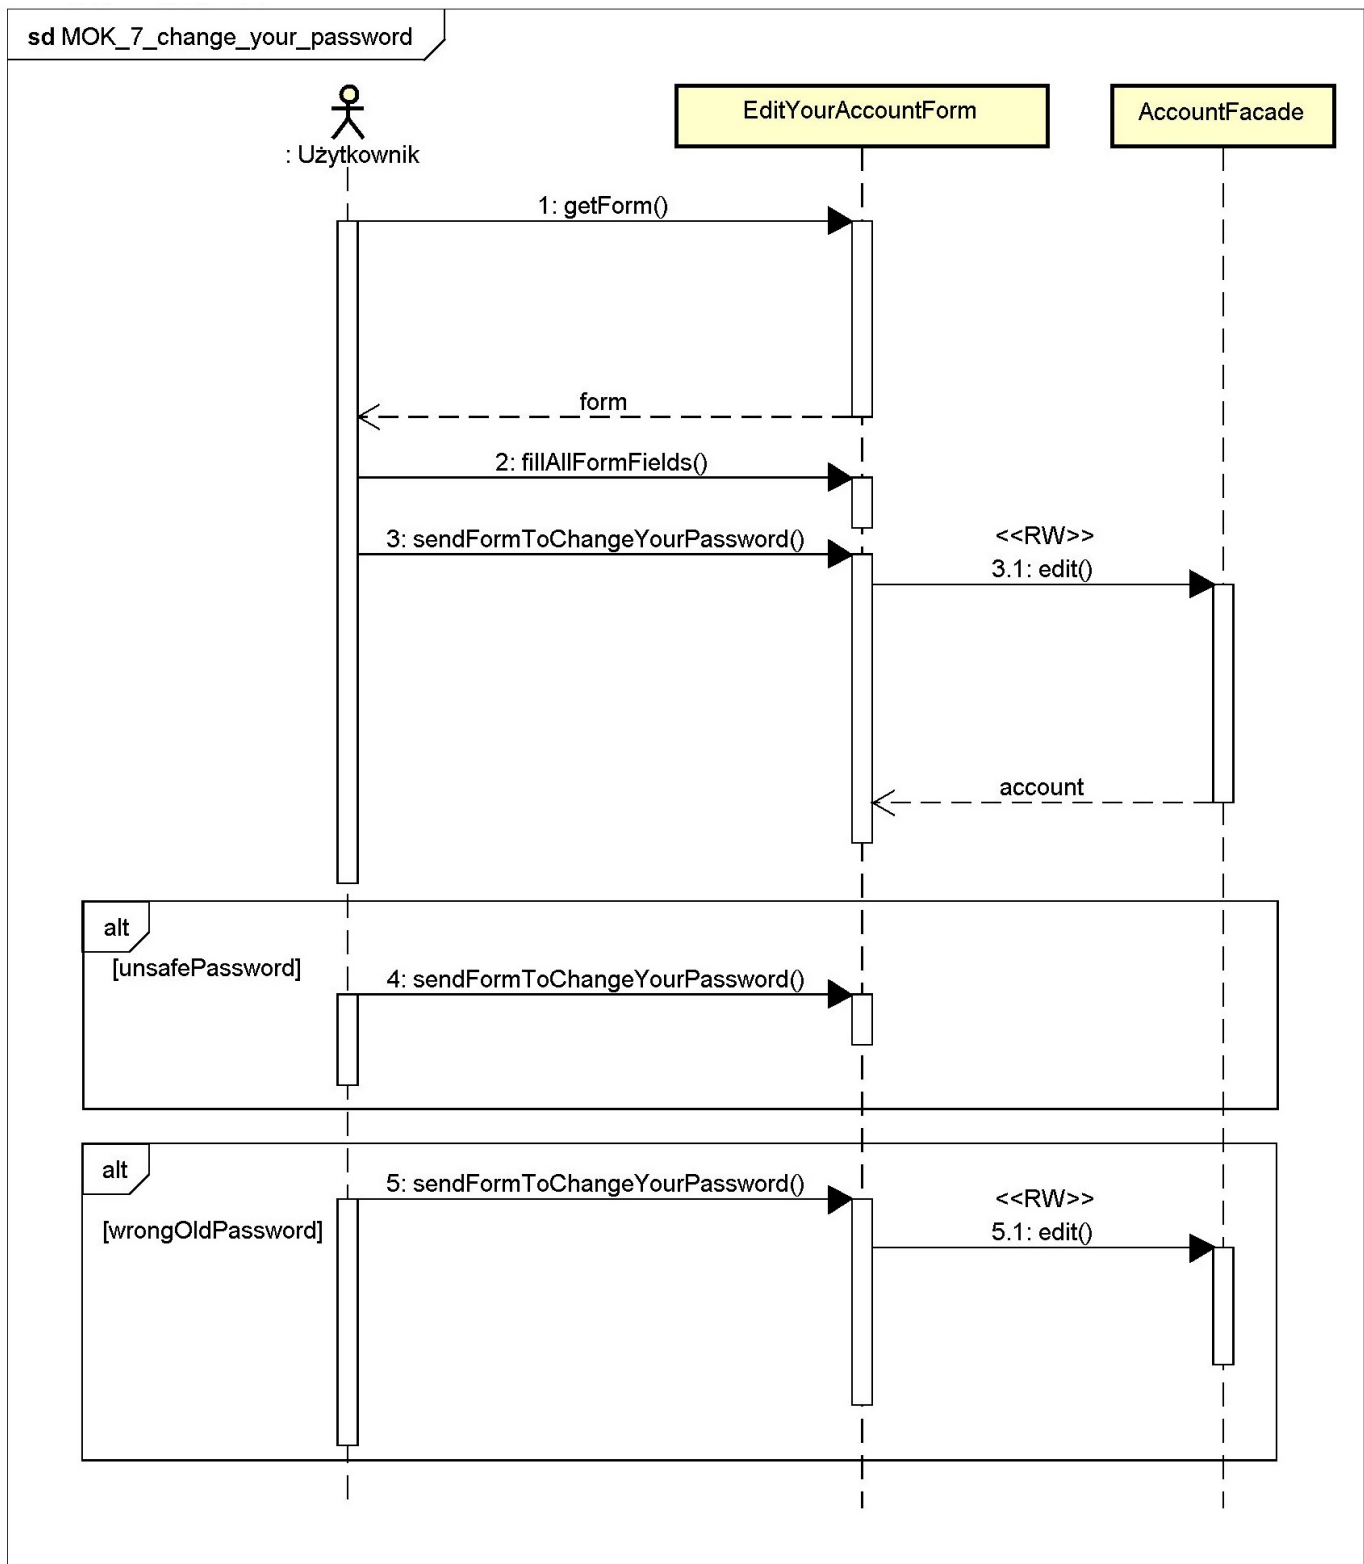 sd MOK_7_change_your_password
: Użytkownik
EditYourAccountForm
AccountFacade
1: getForm()
form
2: fillAllFormFields()
3: sendFormToChangeYourPassword()
<<RW>>
3.1: edit()
account
alt
[unsafePassword]
4: sendFormToChangeYourPassword()
alt
5: sendFormToChangeYourPassword()
<<RW>>
[wrongOldPassword]
5.1: edit()